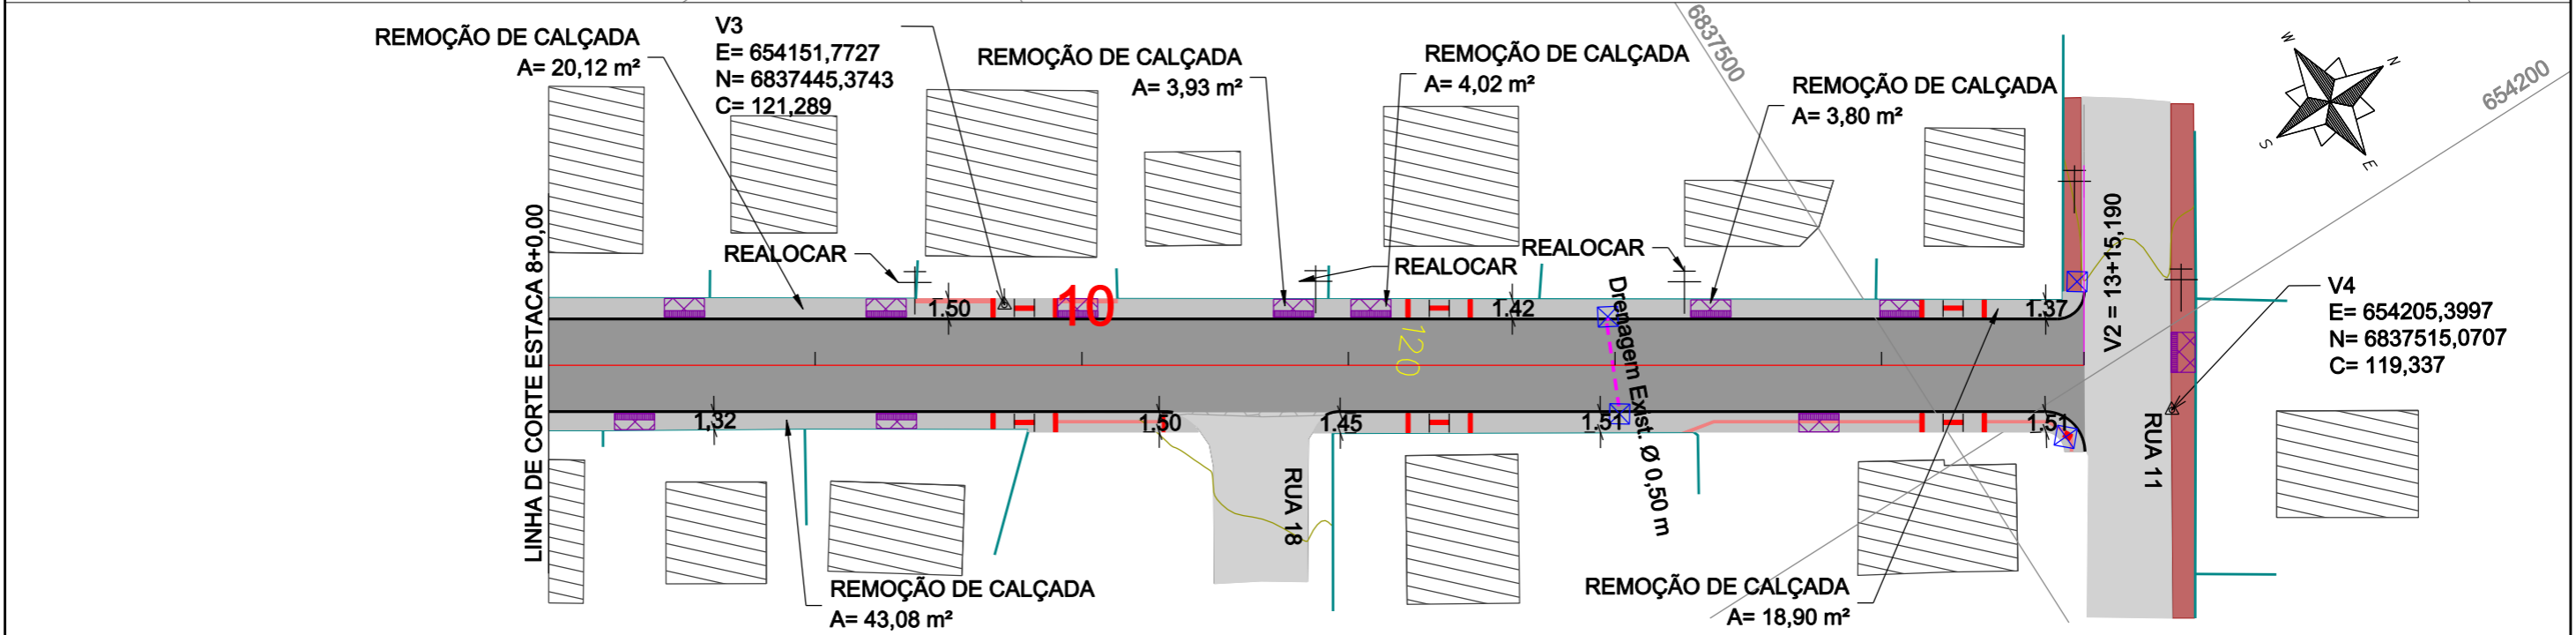 REMOÇÃO DE CALÇADA
A= 20,12 m²
V3
E= 654151,7727
N= 6837445,3743
C= 121,289
REMOÇÃO DE CALÇADA
A= 3,93 m²
REMOÇÃO DE CALÇADA
A= 4,02 m²
REMOÇÃO DE CALÇADA
A= 3,80 m²
6837500
654200
W
N
S
E
REALOCAR
REALOCAR
REALOCAR
LINHA DE CORTE ESTACA 8+0,00
1.50
10
1.42
1.37
120
Drenagem Exist. Ø 0,50 m
V2 = 13+15,190
V4
E= 654205,3997
N= 6837515,0707
C= 119,337
1,32
1.50
1.45
1.51
1.51
RUA 18
RUA 11
REMOÇÃO DE CALÇADA
A= 43,08 m²
REMOÇÃO DE CALÇADA
A= 18,90 m²